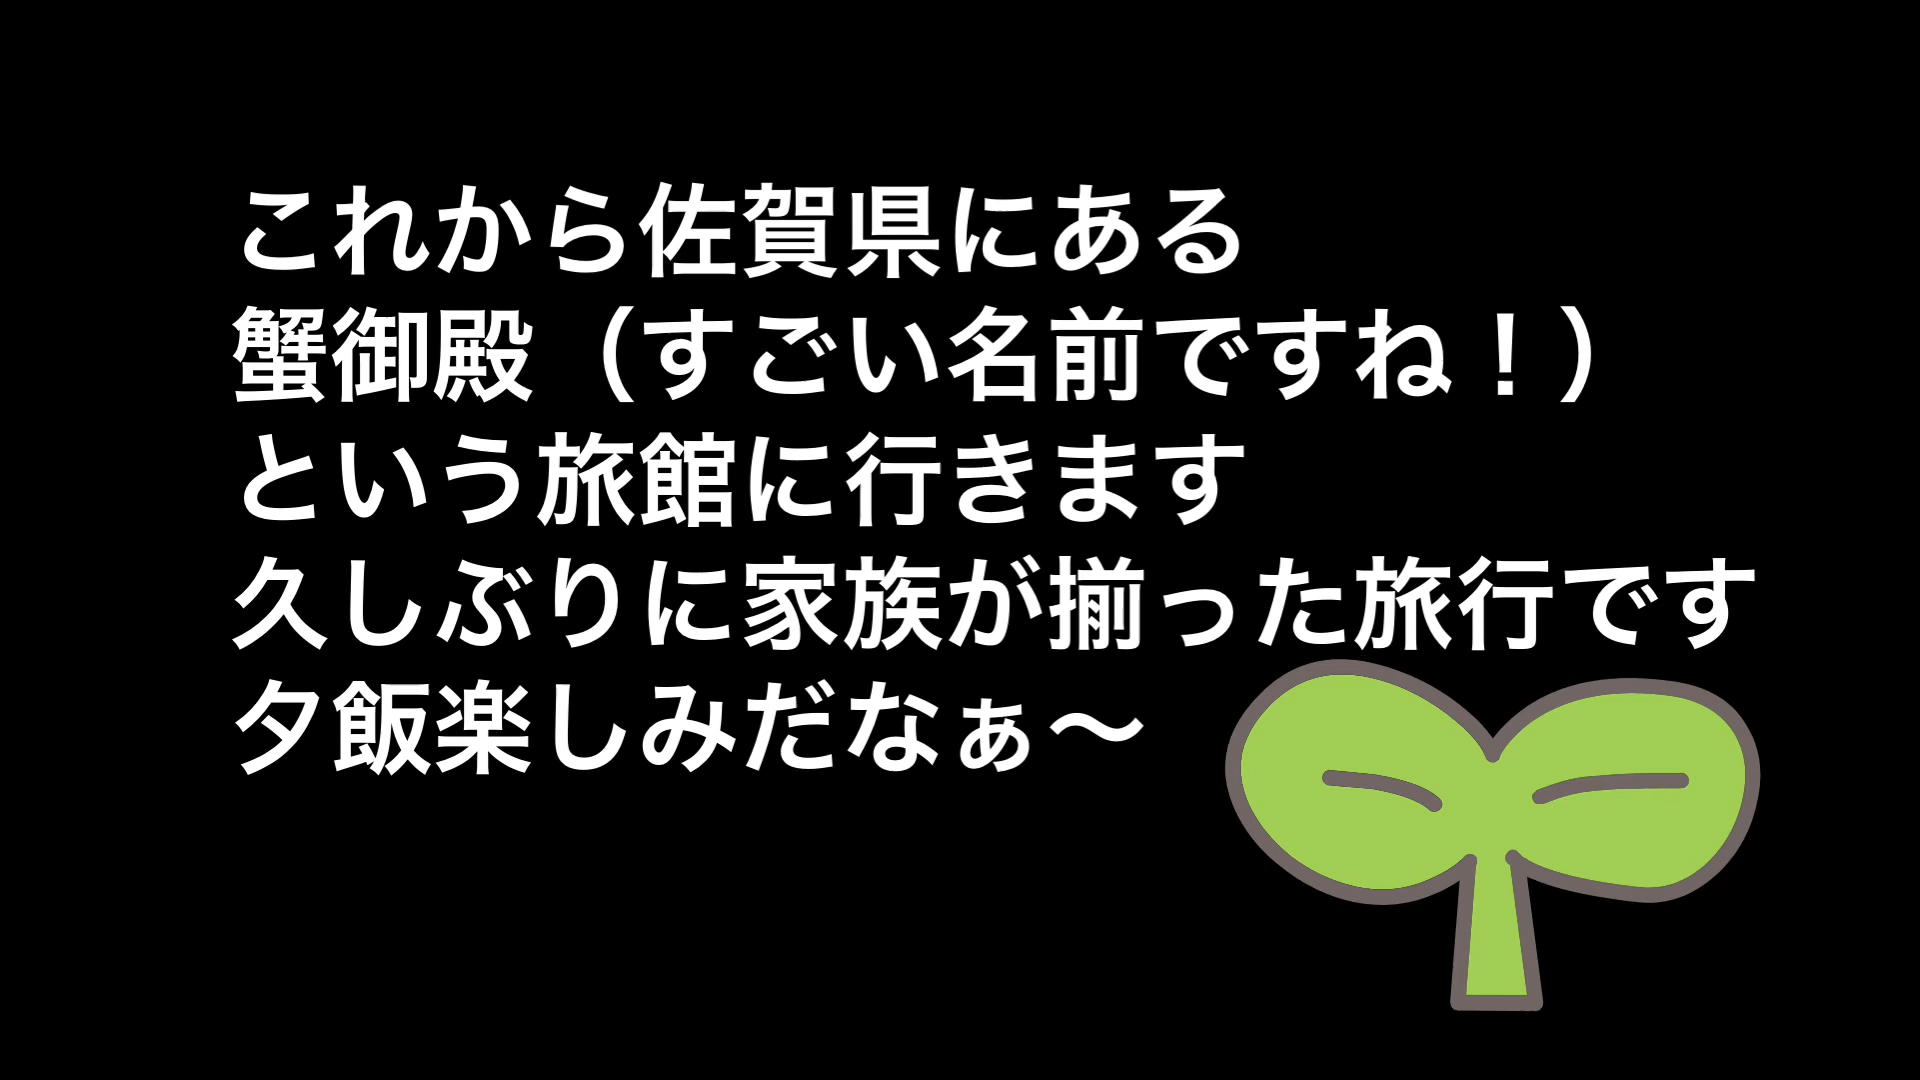 これから佐賀県にある
蟹御殿（すごい名前ですね！）
という旅館に行きます
久しぶりに家族が揃った旅行です
夕飯楽しみだなぁ〜